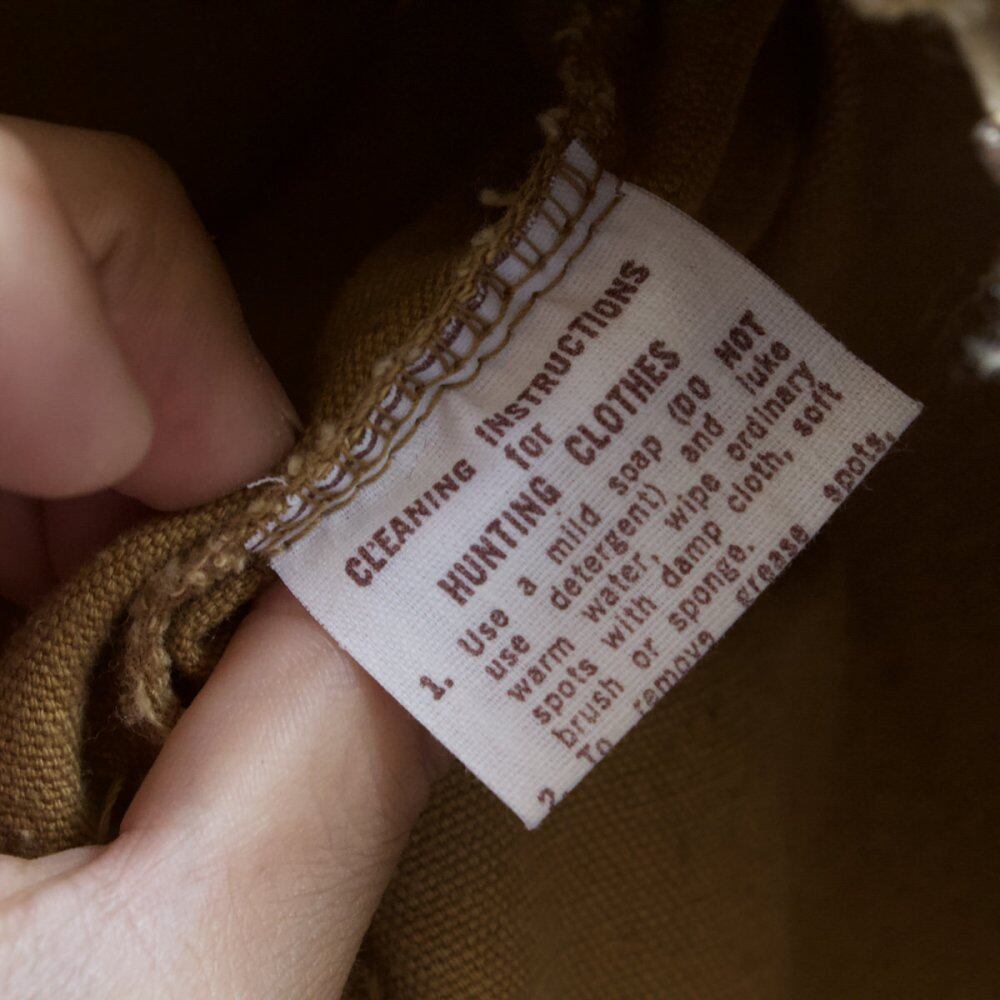 CLEANING INSTRUCTIONS
for
HUNTING CLOTHES
1. Use a mild soap (DO NOT
use detergent) and luke
warm water, wipe ordinary
spots with damp cloth, soft
brush or sponge.
2. To remove grease spots,